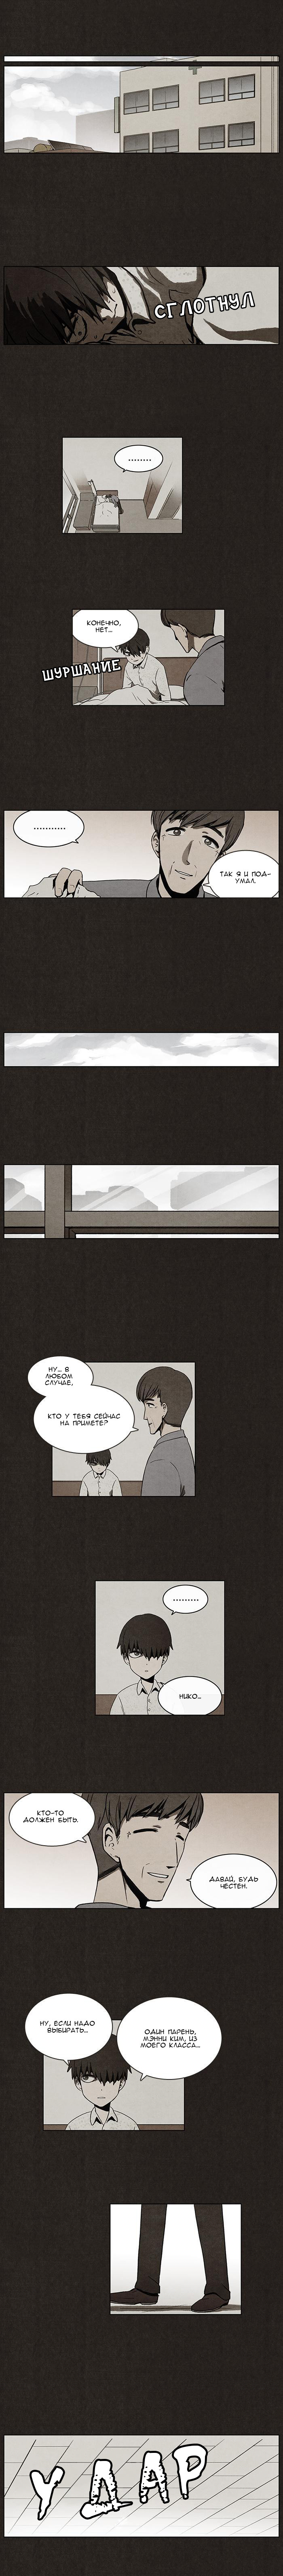 СГЛОТНУЛ
........
КОНЕЧНО,
НЕТ...
ШУРШАНИЕ
...........
ТАК Я И ПОД-
УМАЛ.
НУ... В
ЛЮБОМ
СЛУЧАЕ,
КТО У ТЕБЯ СЕЙЧАС
НА ПРИМЕТЕ?
.........
НИКО...
КТО-ТО
ДОЛЖЕН БЫТЬ.
ДАВАЙ, БУДЬ
ЧЕСТЕН.
НУ, ЕСЛИ НАДО
ВЫБИРАТЬ...
ОДИН ПАРЕНЬ,
МЭННИ КИМ, ИЗ
МОЕГО КЛАССА...
УДАР